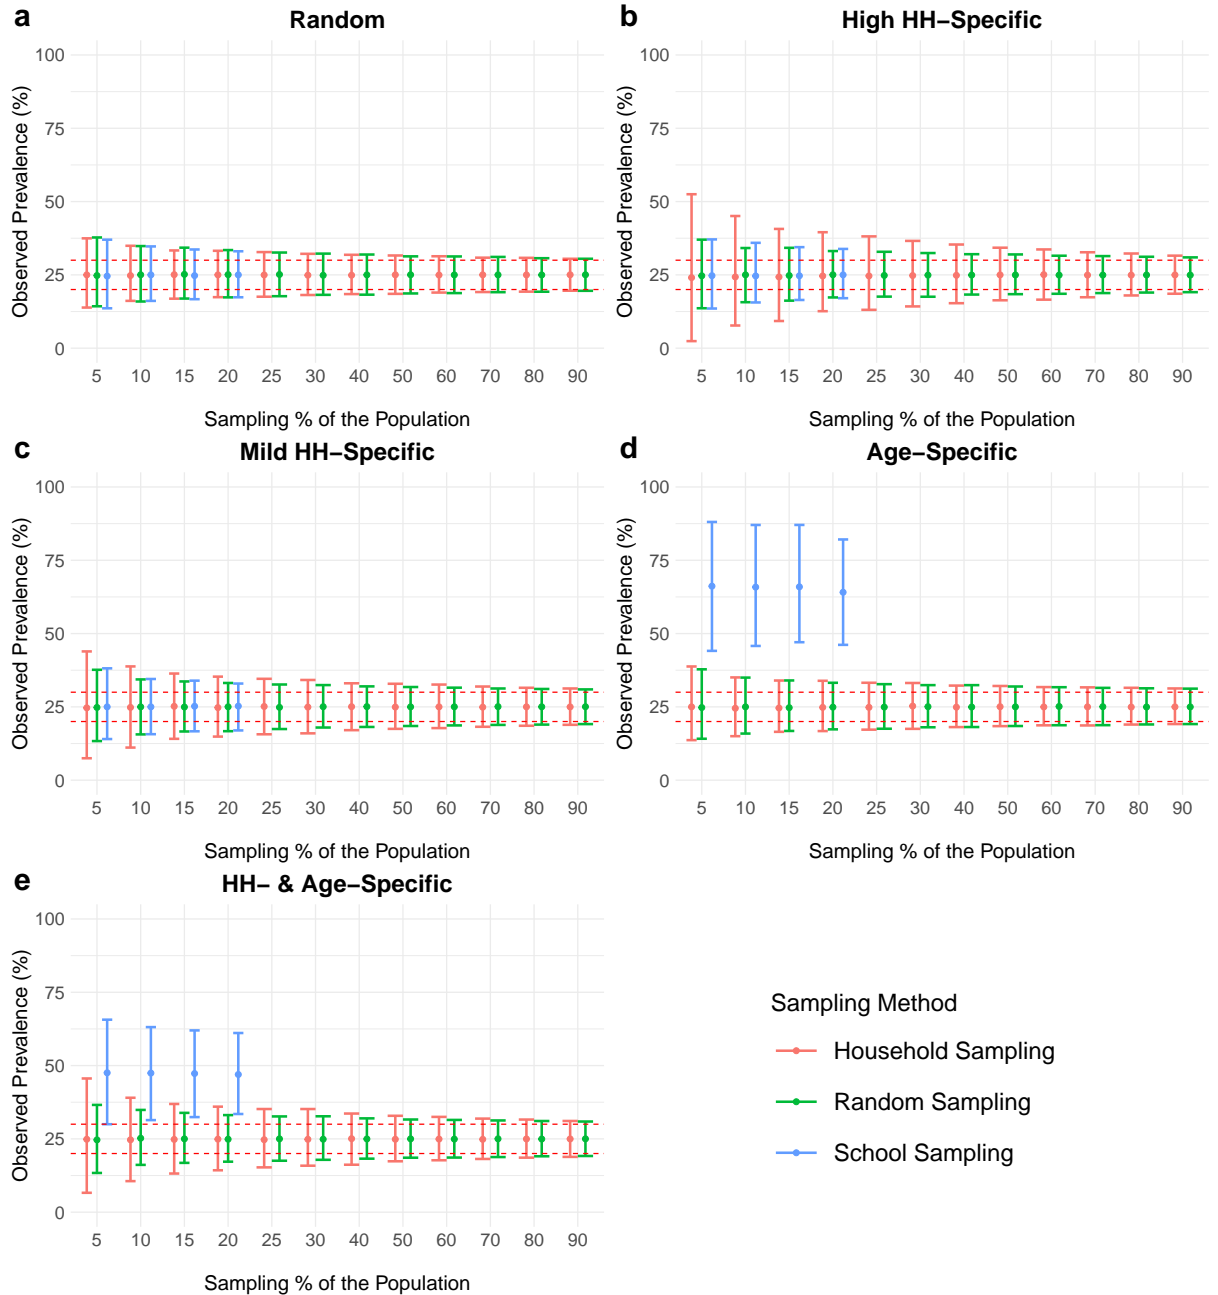 a
Random
Observed Prevalence (%)
100
75
50
25
0
5 10 15 20 25 30 40 50 60 70 90
Sampling % of the Population
b
High HH−Specific
Observed Prevalence (%)
100
75
50
25
0
5 10 15 20 25 30 40 50 60 70 90
Sampling % of the Population
c
Mild HH−Specific
Observed Prevalence (%)
100
75
50
25
0
5 10 15 20 25 30 40 50 60 70 80 90
Sampling % of the Population
d
Age−Specific
Observed Prevalence (%)
100
75
50
25
0
5 10 15 20 25 30 40 50 60 70 80 90
Sampling % of the Population
e
HH− & Age−Specific
Observed Prevalence (%)
100
75
50
25
0
5 10 15 20 25 30 40 50 60 70 80 90
Sampling % of the Population
Sampling Method
Household Sampling
Random Sampling
School Sampling